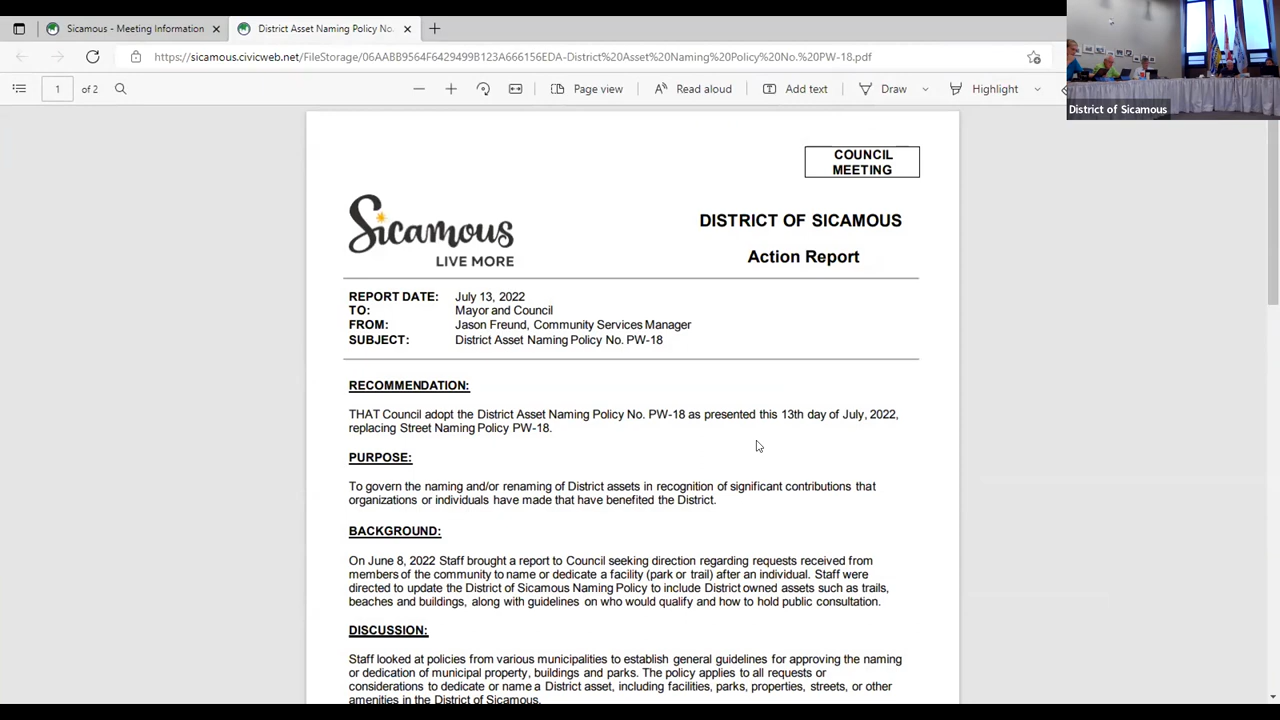 Sicamous - Meeting Information
District Asset Naming Policy No.
https://sicamous.civicweb.net/FileStorage/06AABB9564F6429499B123A666156EDA-District%20Asset%20Naming%20Policy%20No.%20PW-18.pdf
1 of 2
Page view
Read aloud
Add text
Draw
Highlight
District of Sicamous
COUNCIL
MEETING
Sicamous
LIVE MORE
DISTRICT OF SICAMOUS
Action Report
REPORT DATE: July 13, 2022
TO: Mayor and Council
FROM: Jason Freund, Community Services Manager
SUBJECT: District Asset Naming Policy No. PW-18
RECOMMENDATION:
THAT Council adopt the District Asset Naming Policy No. PW-18 as presented this 13th day of July, 2022,
replacing Street Naming Policy PW-18.
PURPOSE:
To govern the naming and/or renaming of District assets in recognition of significant contributions that
organizations or individuals have made that have benefited the District.
BACKGROUND:
On June 8, 2022 Staff brought a report to Council seeking direction regarding requests received from
members of the community to name or dedicate a facility (park or trail) after an individual. Staff were
directed to update the District of Sicamous Naming Policy to include District owned assets such as trails,
beaches and buildings, along with guidelines on who would qualify and how to hold public consultation.
DISCUSSION:
Staff looked at policies from various municipalities to establish general guidelines for approving the naming
or dedication of municipal property, buildings and parks. The policy applies to all requests or
considerations to dedicate or name a District asset, including facilities, parks, properties, streets, or other
amenities in the District of Sicamous.